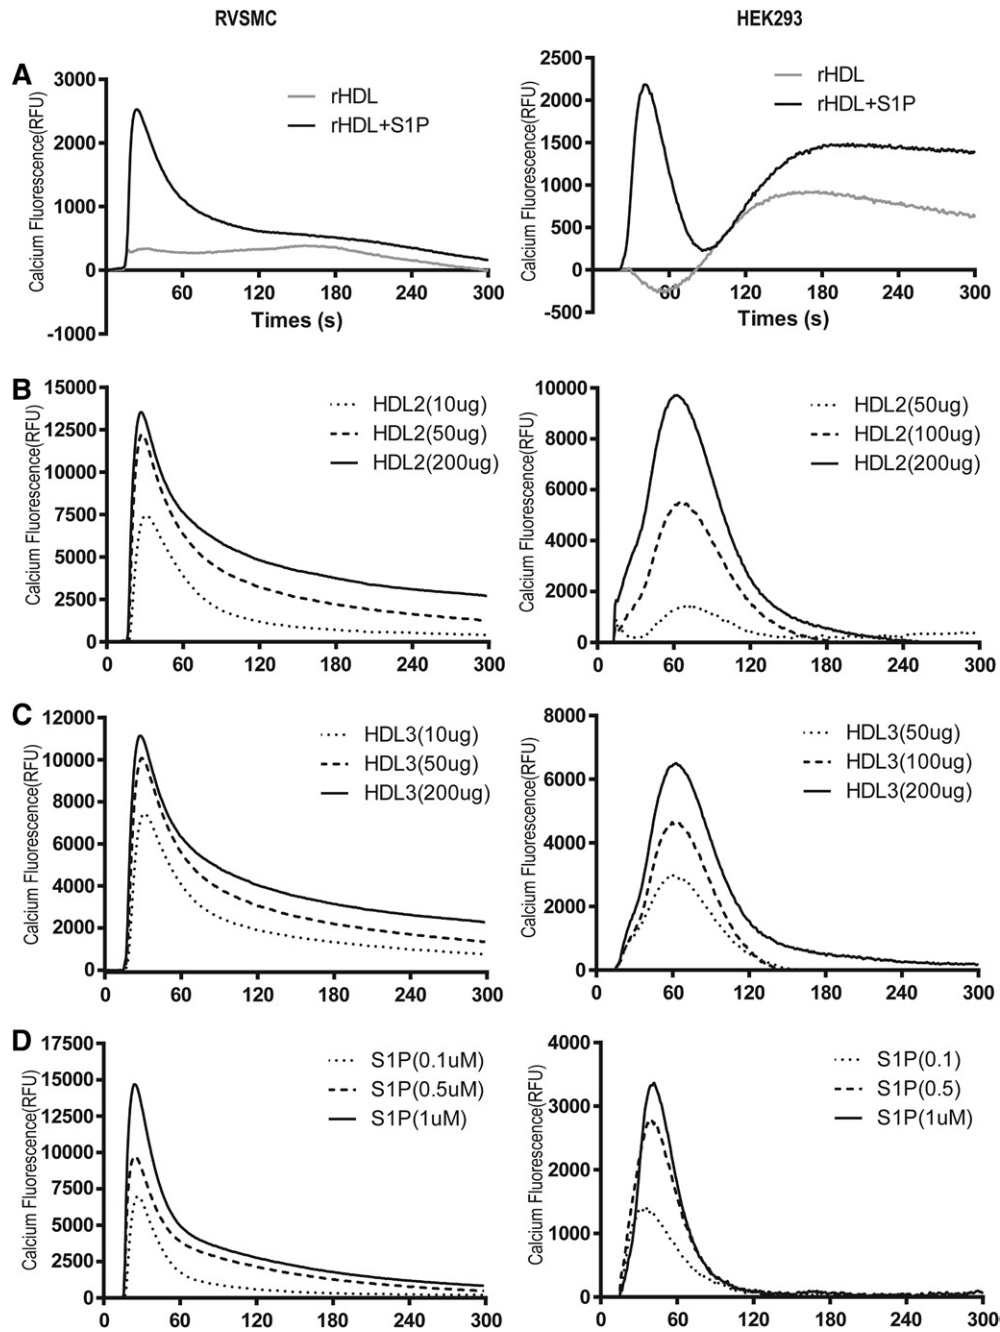 RVSMC
HEK293
A
Calcium Fluorescence(RFU)
3000
2000
1000
0
-1000
60 120 180 240 300
Times (s)
rHDL
rHDL+S1P
Calcium Fluorescence(RFU)
2500
2000
1500
1000
500
0
-500
60 120 180 240 300
Times (s)
rHDL
rHDL+S1P
B
Calcium Fluorescence(RFU)
15000
12500
10000
7500
5000
2500
0
0 60 120 180 240 300
HDL2(10ug)
HDL2(50ug)
HDL2(200ug)
Calcium Fluorescence(RFU)
10000
8000
6000
4000
2000
0
0 60 120 180 240 300
HDL2(50ug)
HDL2(100ug)
HDL2(200ug)
C
Calcium Fluorescence(RFU)
12000
10000
8000
6000
4000
2000
0
0 60 120 180 240 300
HDL3(10ug)
HDL3(50ug)
HDL3(200ug)
Calcium Fluorescence(RFU)
8000
6000
4000
2000
0
0 60 120 180 240 300
HDL3(50ug)
HDL3(100ug)
HDL3(200ug)
D
Calcium Fluorescence(RFU)
17500
15000
12500
10000
7500
5000
2500
0
0 60 120 180 240 300
S1P(0.1uM)
S1P(0.5uM)
S1P(1uM)
Calcium Fluorescence(RFU)
4000
3000
2000
1000
0
0 60 120 180 240 300
S1P(0.1)
S1P(0.5)
S1P(1uM)